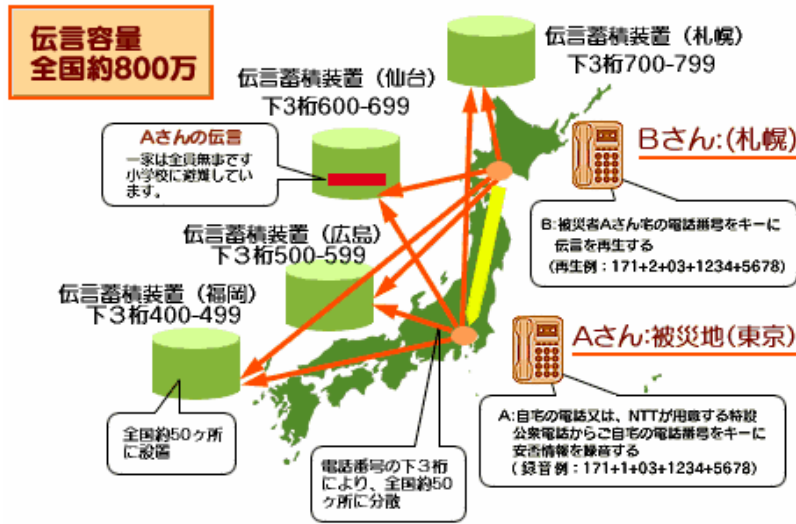 伝言容量
全国約800万
伝言蓄積装置（札幌）
下3桁700-799
伝言蓄積装置（仙台）
下3桁600-699
Aさんの伝言
一家は全員無事です
小学校に避難してい
ます。
Bさん:(札幌)
B:被災者Aさん宅の電話番号をキーに
伝言を再生する
（再生例：171+2+03+1234+5678）
伝言蓄積装置（広島）
下3桁500-599
伝言蓄積装置（福岡）
下3桁400-499
Aさん:被災地(東京)
A:自宅の電話又は、NTTが用意する特設
公衆電話からご自宅の電話番号をキーに
安否情報を録音する
（録音例：171+1+03+1234+5678）
全国約50ヶ所
に設置
電話番号の下3桁
により、全国約50
ヶ所に分散